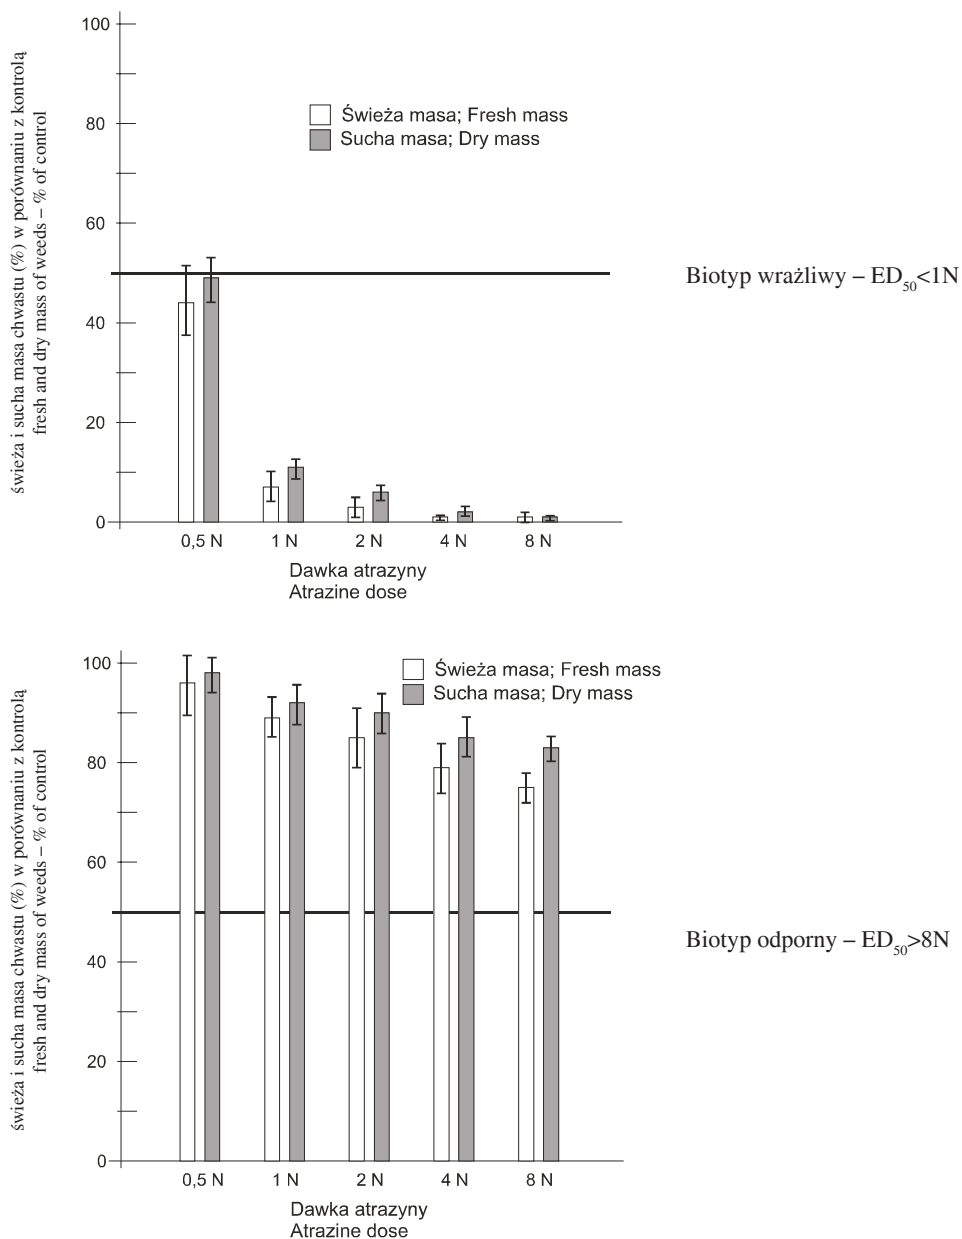 świeża i sucha masa chwastu (%) w porównaniu z kontrolą
fresh and dry mass of weeds – % of control
100
80
60
40
20
0
Świeża masa; Fresh mass
Sucha masa; Dry mass
Biotyp wrażliwy – ED50<1N
0,5 N 1 N 2 N 4 N 8 N
Dawka atrazyny
Atrazine dose
świeża i sucha masa chwastu (%) w porównaniu z kontrolą
fresh and dry mass of weeds – % of control
100
80
60
40
20
0
Świeża masa; Fresh mass
Sucha masa; Dry mass
Biotyp odporny – ED50>8N
0,5 N 1 N 2 N 4 N 8 N
Dawka atrazyny
Atrazine dose